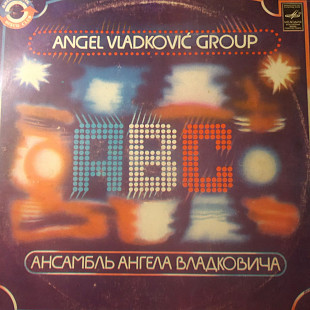 ANGEL VLADKOVIĆ GROUP
ABC
АНСАМБЛЬ АНГЕЛА ВЛАДКОВИЧА